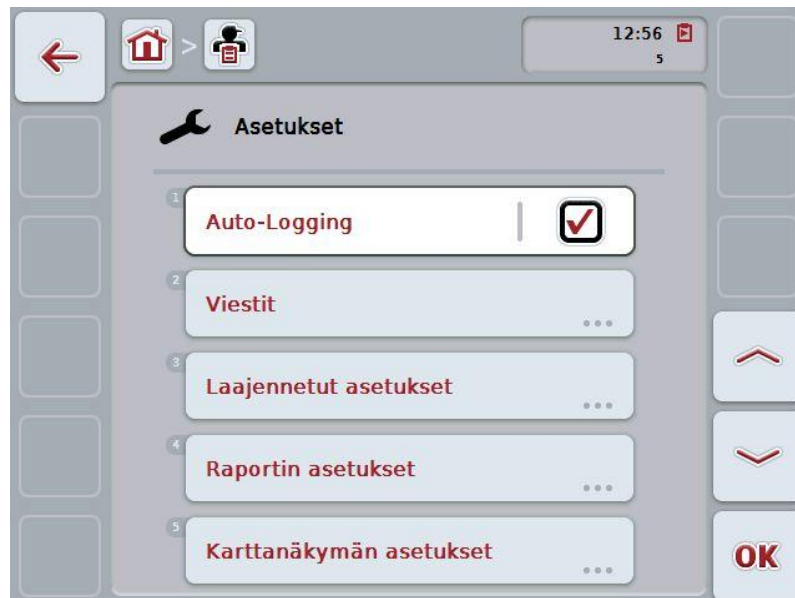 12:56
5
Asetukset
1
Auto-Logging
2
Viestit
3
Laajennetut asetukset
4
Raportin asetukset
5
Karttanäkymän asetukset
OK